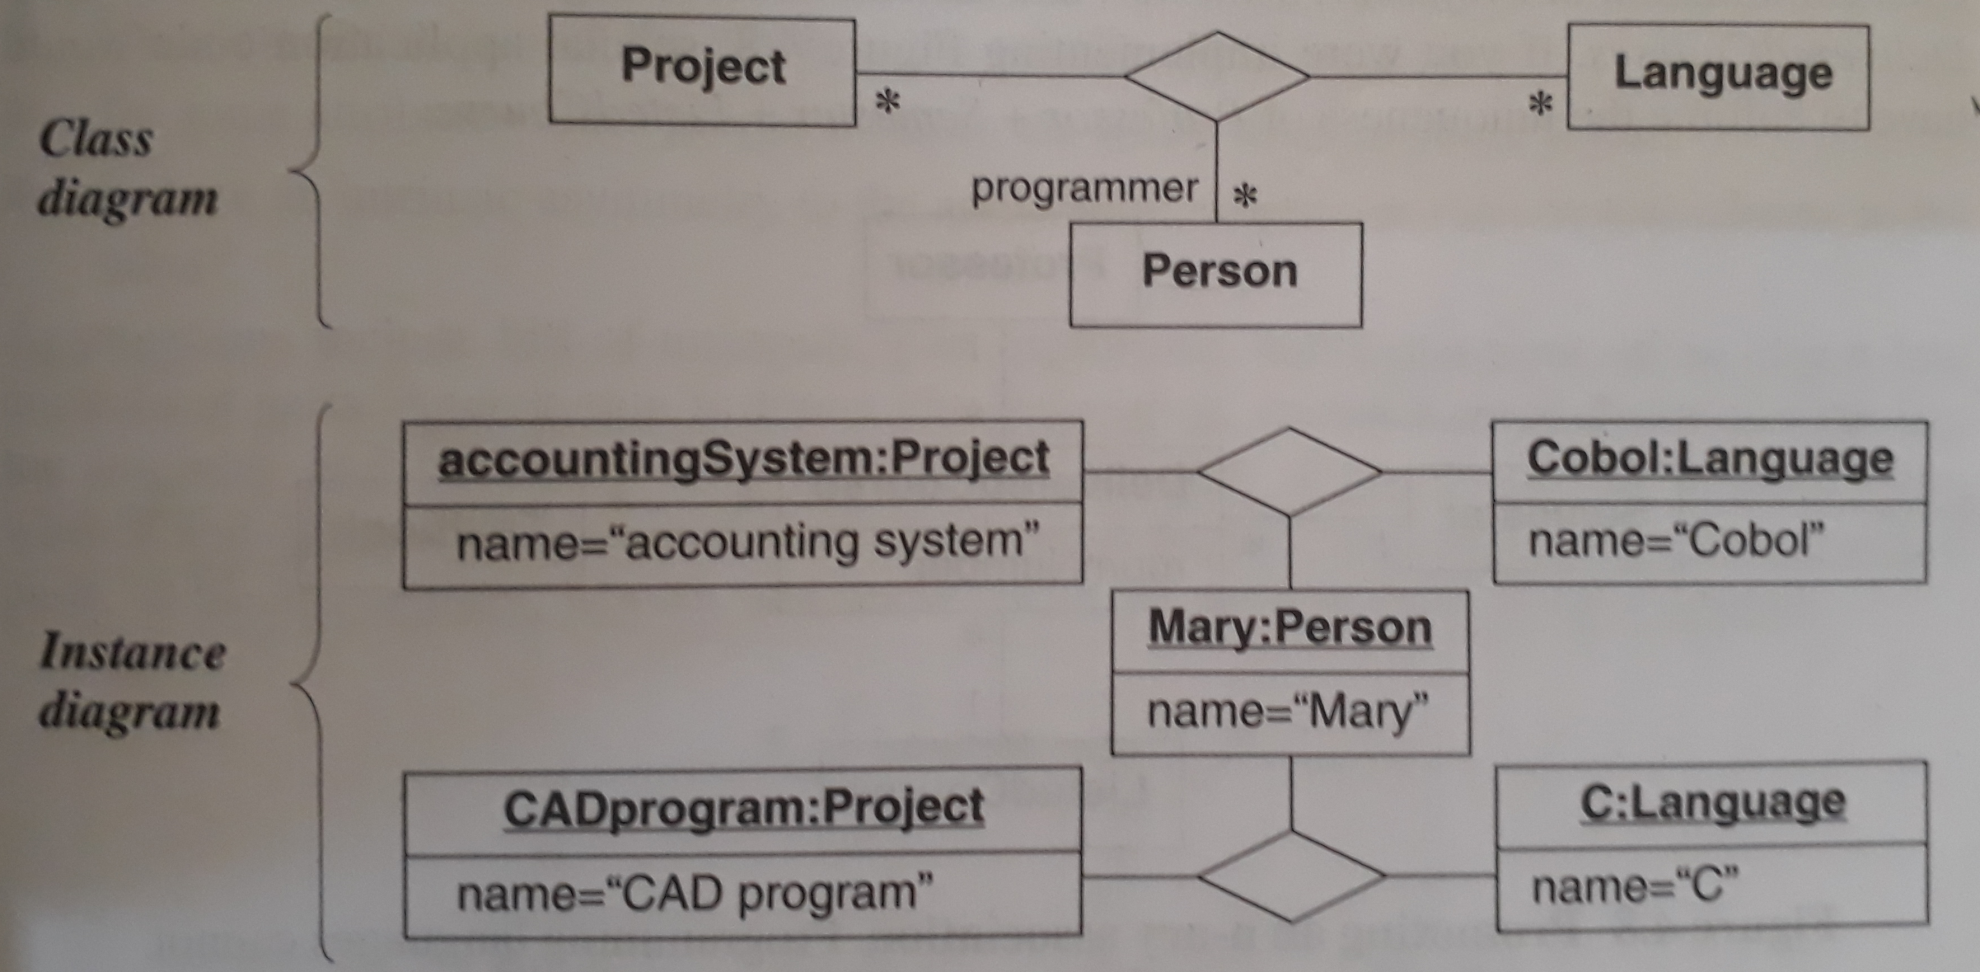 Class
diagram
Project
*
*
Language
programmer
*
Person
Instance
diagram
accountingSystem:Project
name=“accounting system”
Cobol:Language
name=“Cobol”
Mary:Person
name=“Mary”
CADprogram:Project
name=“CAD program”
C:Language
name=“C”